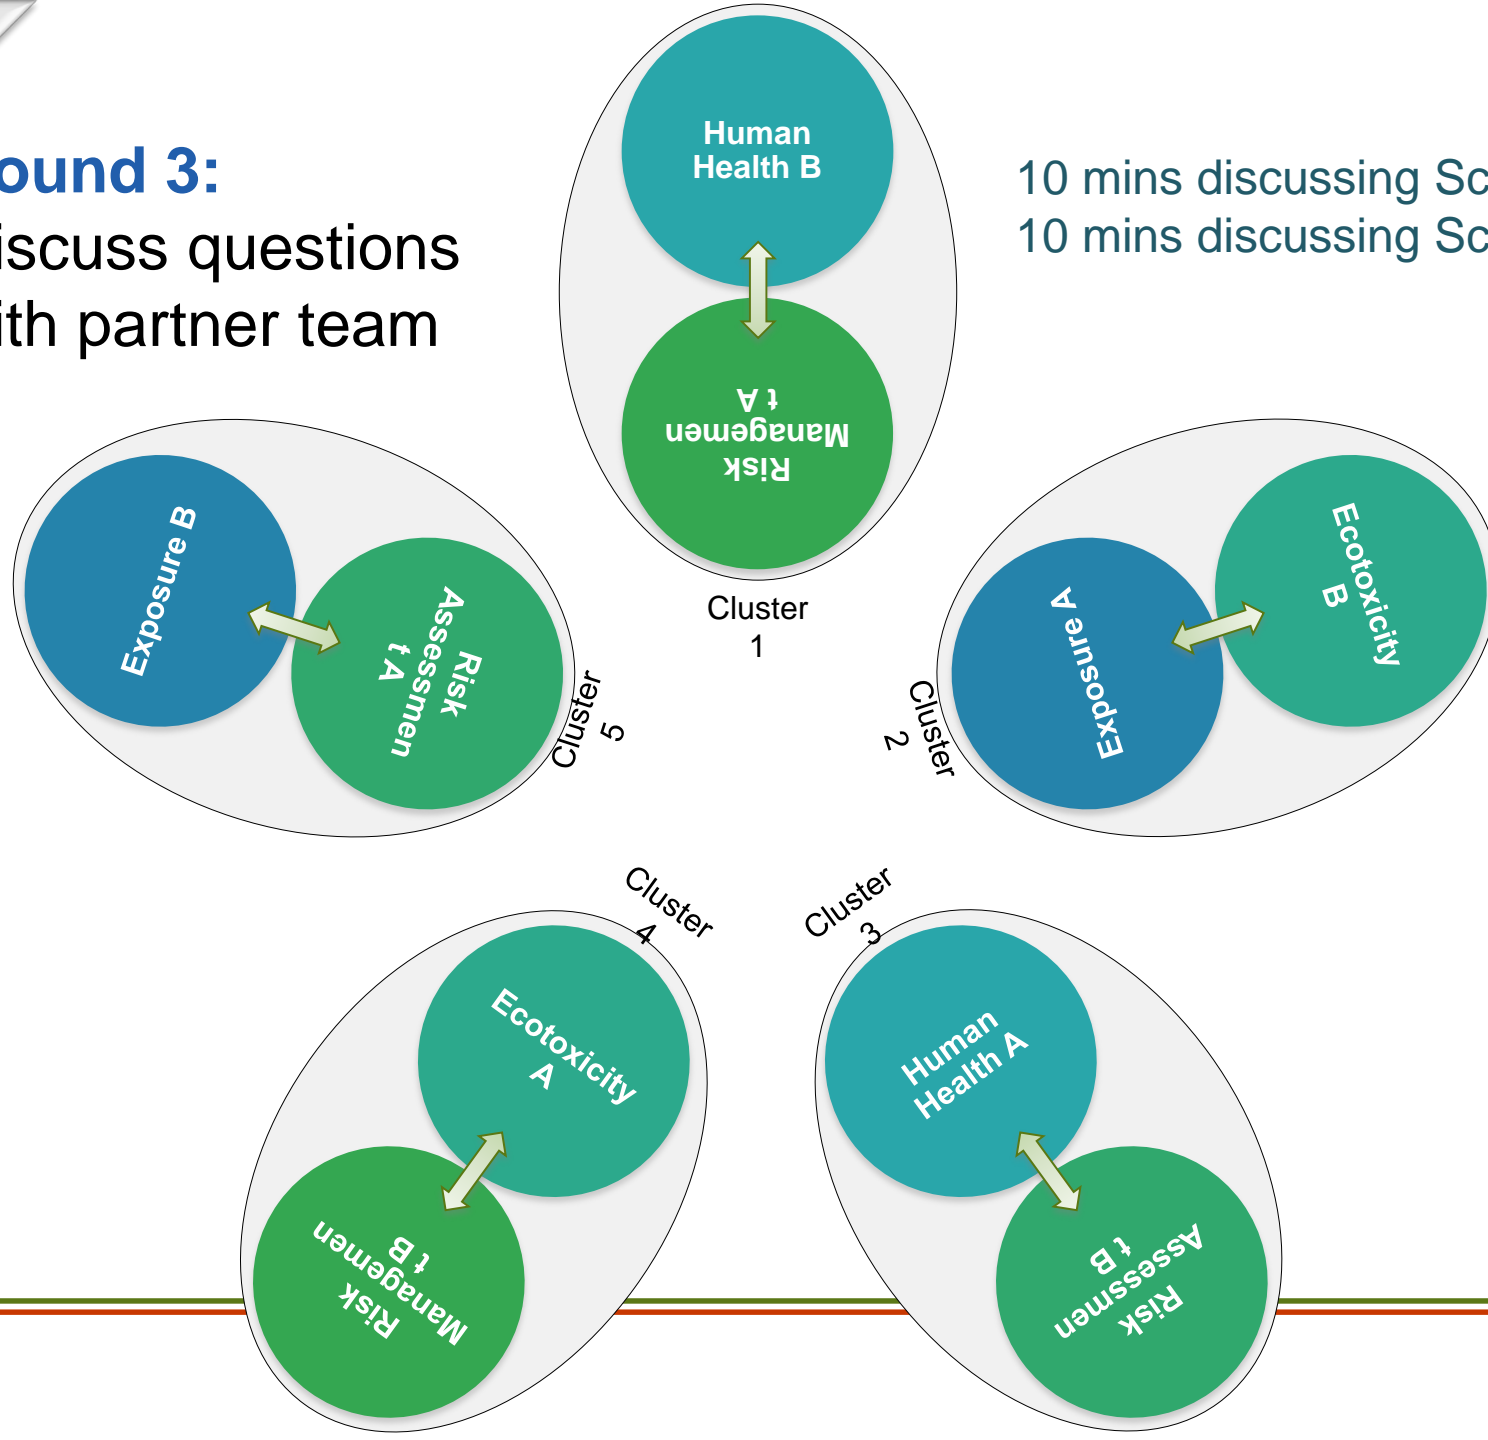 ound 3:
iscuss questions
ith partner team
10 mins discussing Sc
10 mins discussing Sc
Human
Health B
Risk
Managemen
t A
Cluster
1
Exposure A
Ecotoxicity
B
Cluster
2
Human
Health A
Risk
Assessmen
t B
Cluster
3
Ecotoxicity
A
Risk
Managemen
t B
Cluster
4
Exposure B
Risk
Assessmen
t A
Cluster
5